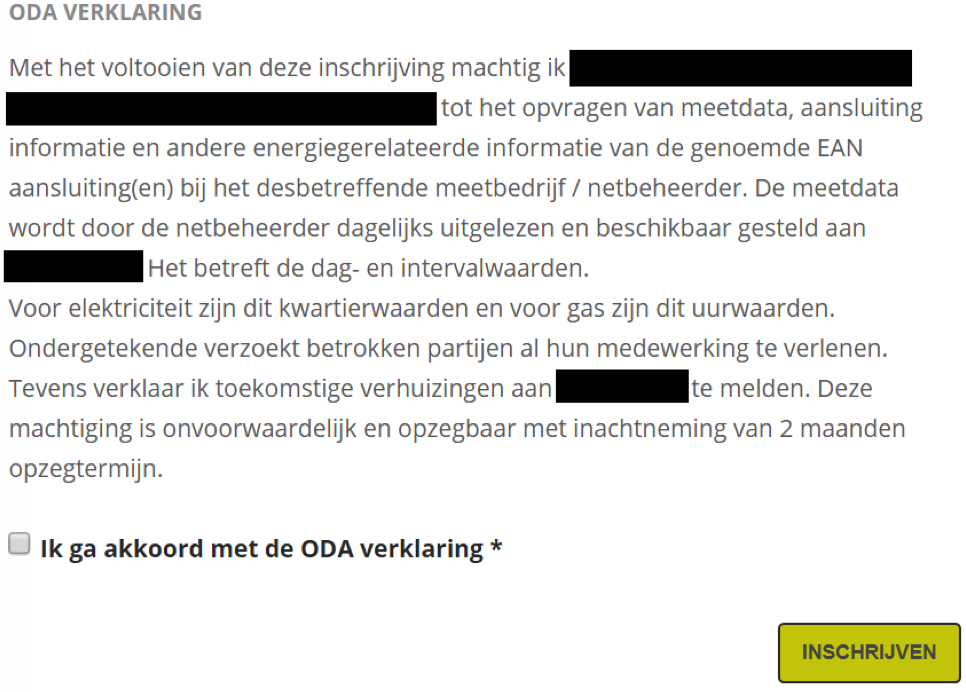 ODA VERKLARING
Met het voltooien van deze inschrijving machtig ik
tot het opvragen van meetdata, aansluiting
informatie en andere energiegerelateerde informatie van de genoemde EAN
aansluiting(en) bij het desbetreffende meetbedrijf / netbeheerder. De meetdata
wordt door de netbeheerder dagelijks uitgelezen en beschikbaar gesteld aan
Het betreft de dag- en intervalwaarden.
Voor elektriciteit zijn dit kwartierwaarden en voor gas zijn dit uurwaarden.
Ondergetekende verzoekt betrokken partijen al hun medewerking te verlenen.
Tevens verklaar ik toekomstige verhuizingen aan te melden. Deze
machtiging is onvoorwaardelijk en opzegbaar met inachtneming van 2 maanden
opzegtermijn.
Ik ga akkoord met de ODA verklaring *
INSCHRIJVEN